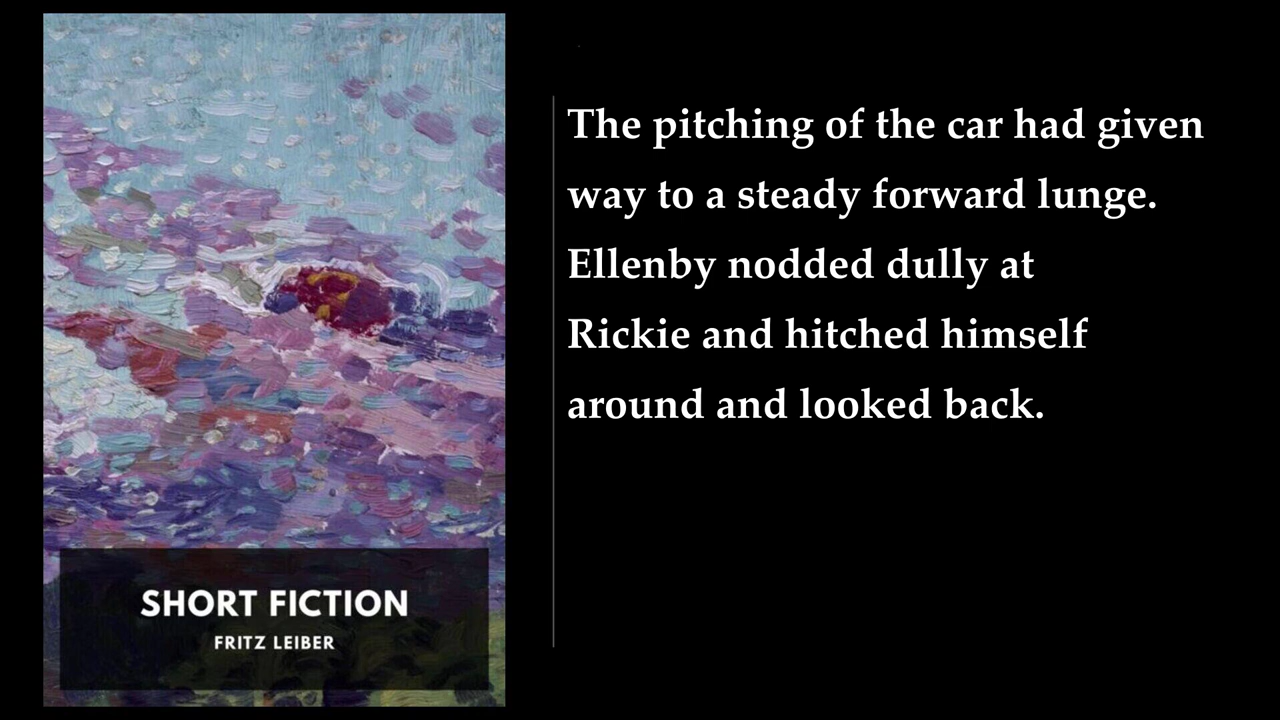 The pitching of the car had given
way to a steady forward lunge.
Ellenby nodded dully at
Rickie and hitched himself
around and looked back.
SHORT FICTION
FRITZ LEIBER